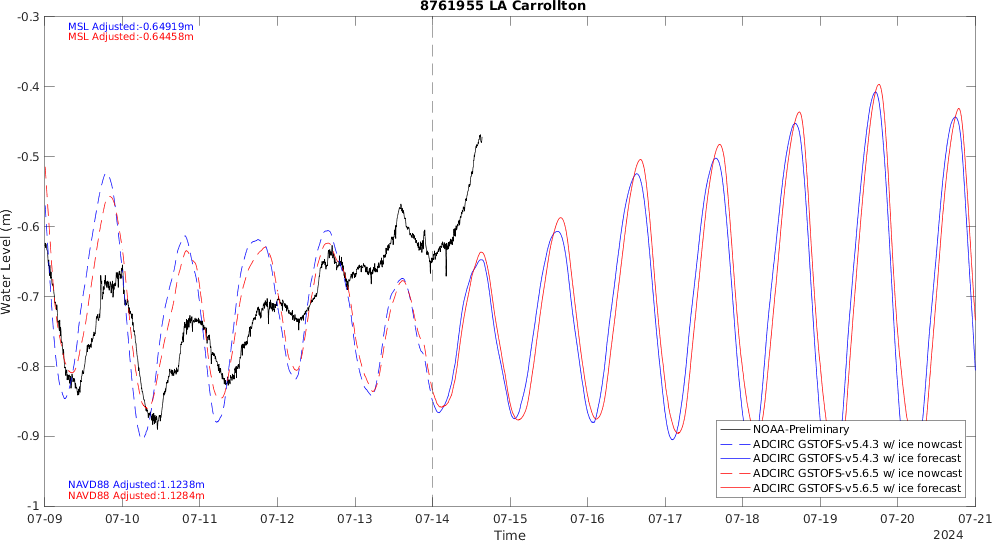 8761955 LA Carrollton
MSL Adjusted:-0.64919m
MSL Adjusted:-0.64458m
Water Level (m)
-0.3
-0.4
-0.5
-0.6
-0.7
-0.8
-0.9
-1
NOAA-Preliminary
ADCIRC GSTOFS-v5.4.3 w/ ice nowcast
ADCIRC GSTOFS-v5.4.3 w/ ice forecast
ADCIRC GSTOFS-v5.6.5 w/ ice nowcast
ADCIRC GSTOFS-v5.6.5 w/ ice forecast
NAVD88 Adjusted:1.1238m
NAVD88 Adjusted:1.1284m
07-09 07-10 07-11 07-12 07-13 07-14 07-15 07-16 07-17 07-18 07-19 07-20 07-21
Time
2024